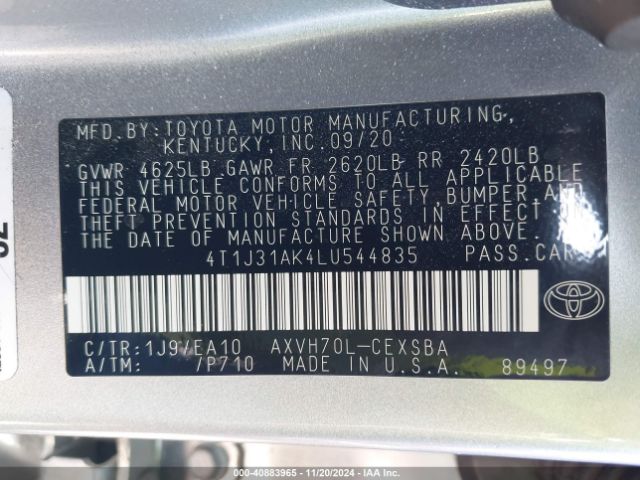 MFD.BY:TOYOTA MOTOR MANUFACTURING,
KENTUCKY, INC 09/20
GVWR 4625LB GAWR FR 2620LB RR 2420LB
THIS VEHICLE CONFORMS TO ALL APPLICABLE
FEDERAL MOTOR VEHICLE SAFETY, BUMPER, AND
THEFT PREVENTION STANDARDS IN EFFECT ON
THE DATE OF MANUFACTURE SHOWN ABOVE.
4T1J31AK4LU544835 PASS.CAR
C/TR:1J9/EA10 AXVH70L-CEXSBA
A/TM: /P710 MADE IN U.S.A. 89497
000-40883965 - 11/20/2024 - IAA Inc.